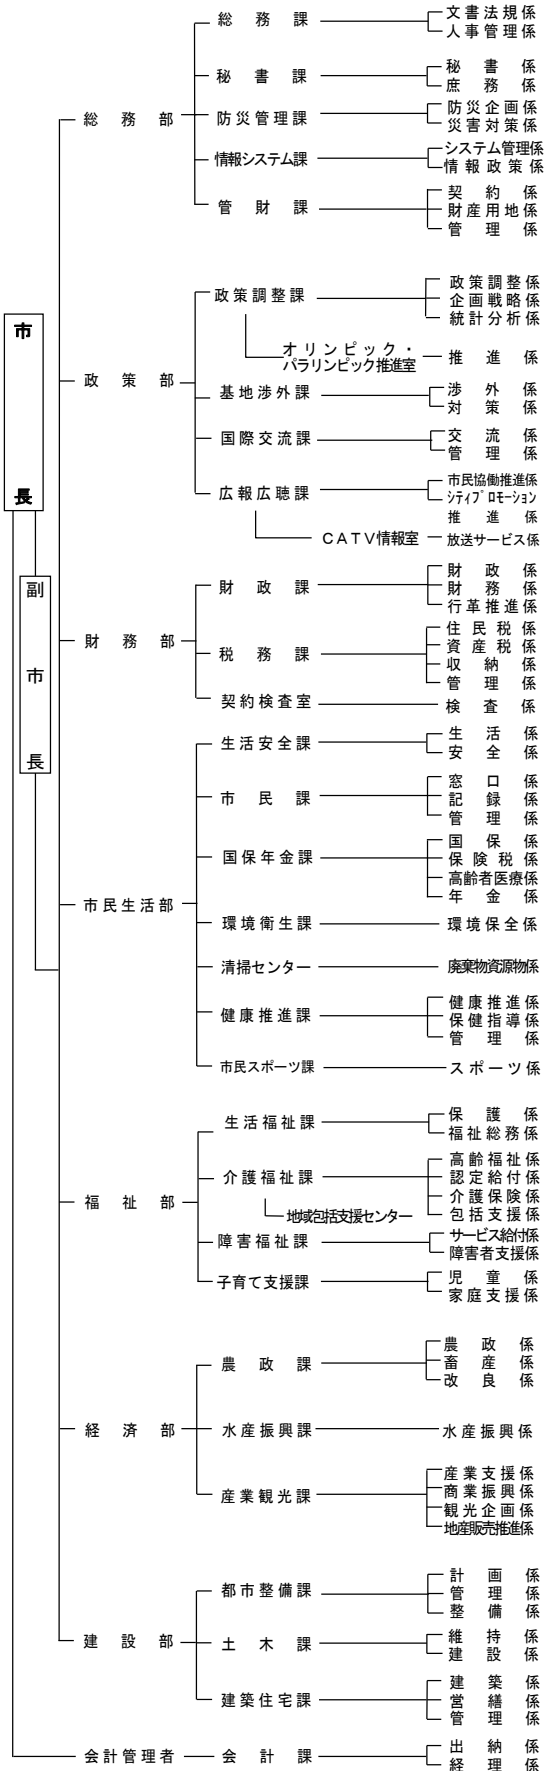 市長
副市長
総務部
総務課
文書法規係
人事管理係
秘書課
秘書係
庶務係
防災管理課
防災企画係
災害対策係
情報システム課
システム管理係
情報政策係
管財課
契約係
財産用地係
管理係
政策部
政策調整課
政策調整係
企画戦略係
統計分析係
オリンピック・
パラリンピック推進室
推進係
基地渉外課
渉外係
対策係
国際交流課
交流係
管理係
広報広聴課
市民協働推進係
シティプロモーション
推進係
CATV情報室
放送サービス係
財務部
財政課
財政係
財務係
行革推進係
税務課
住民税係
資産税係
収納係
管理係
契約検査室
検査係
市民生活部
生活安全課
生活係
安全係
市民課
窓口係
記録係
管理係
国保年金課
国保係
保険税係
高齢者医療係
年金係
環境衛生課
環境保全係
清掃センター
廃棄物資源物係
健康推進課
健康推進係
保健指導係
管理係
市民スポーツ課
スポーツ係
福祉部
生活福祉課
保護係
福祉総務係
介護福祉課
高齢福祉係
認定給付係
介護保険係
包括支援係
地域包括支援センター
障害福祉課
サービス給付係
障害者支援係
子育て支援課
児童係
家庭支援係
経済部
農政課
農政係
畜産係
改良係
水産振興課
水産振興係
産業観光課
産業支援係
商業振興係
観光企画係
地産販売推進係
建設部
都市整備課
計画係
管理係
整備係
土木課
維持係
建設係
建築住宅課
建築係
営繕係
管理係
会計管理者
会計課
出納係
経理係